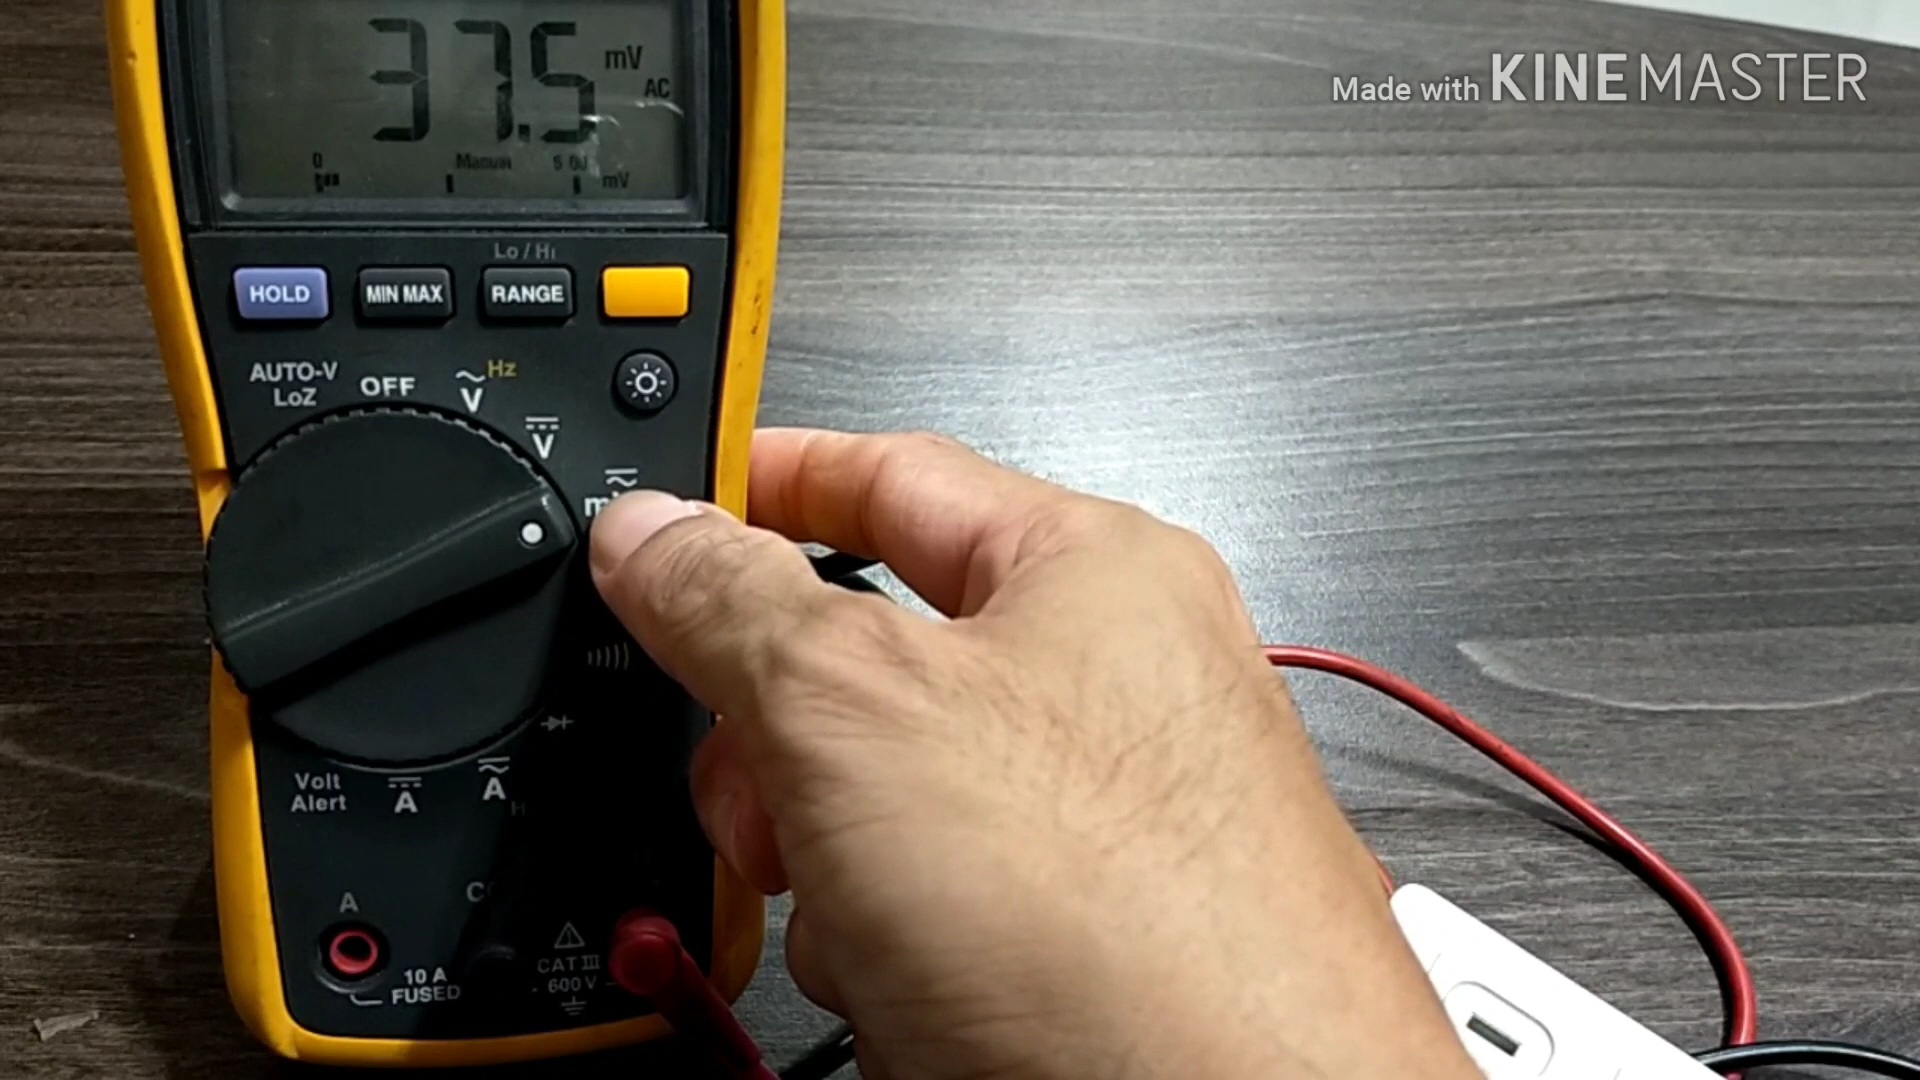 37.5 mV
AC
Made with KINEMASTER
0 Manual 600
mV
Lo / Hi
HOLD
MIN MAX
RANGE
AUTO-V
LoZ
OFF
Hz
V
V
Volt
Alert
A
A
A
10 A
FUSED
CAT III
600 V